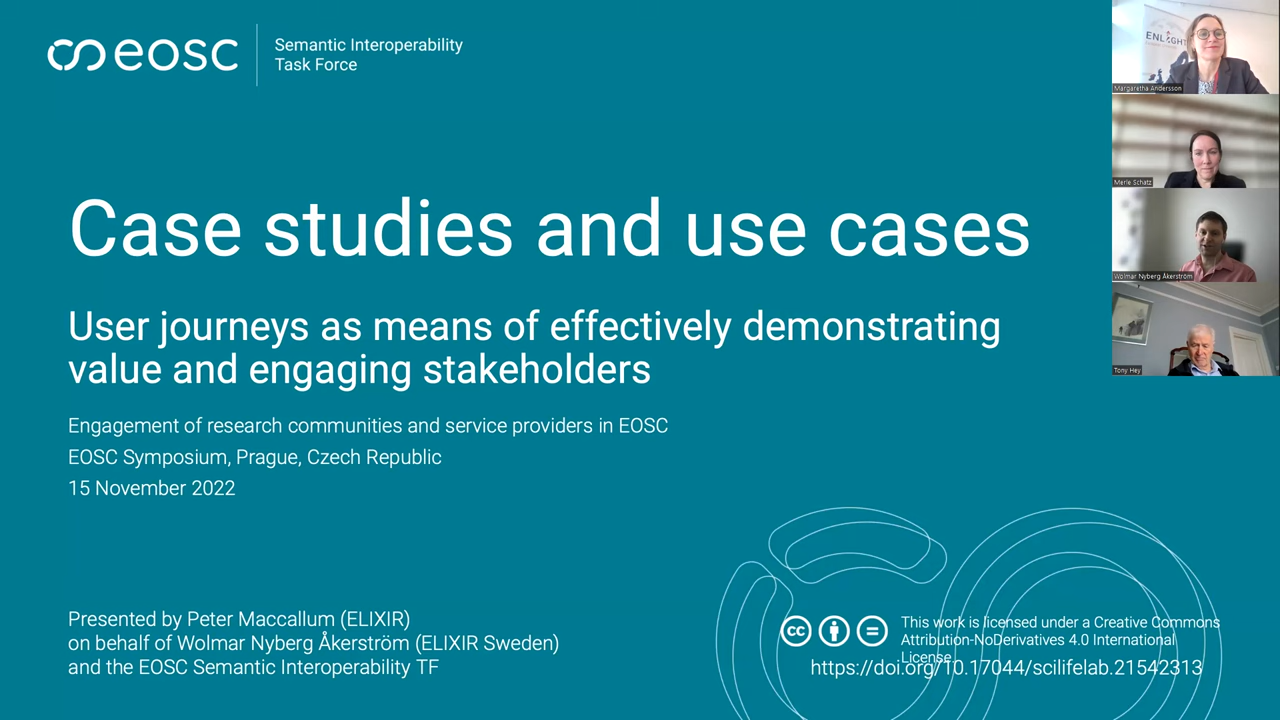 eosc
Semantic Interoperability
Task Force
Case studies and use cases
User journeys as means of effectively demonstrating
value and engaging stakeholders
Engagement of research communities and service providers in EOSC
EOSC Symposium, Prague, Czech Republic
15 November 2022
Presented by Peter Maccallum (ELIXIR)
on behalf of Wolmar Nyberg Åkerström (ELIXIR Sweden)
and the EOSC Semantic Interoperability TF
cc
This work is licensed under a Creative Commons
Attribution-NoDerivatives 4.0 International
License
https://doi.org/10.17044/scilifelab.21542313
ENLIGHT
Margaretha Andersson
Merle Schatz
Wolmar Nyberg Åkerström
Tony Hey